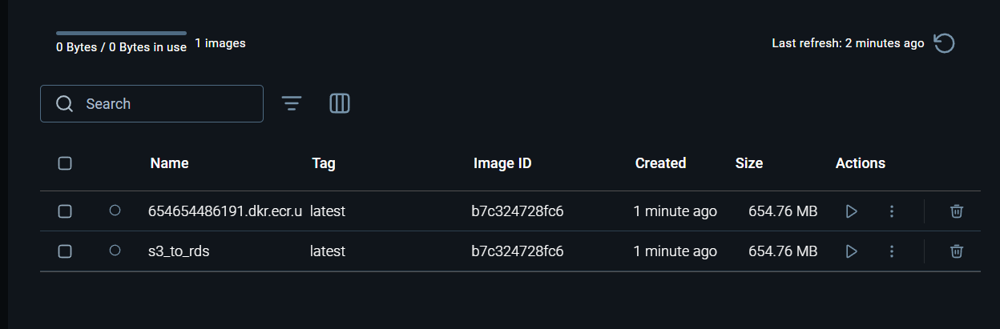 0 Bytes / 0 Bytes in use 1 images Last refresh: 2 minutes ago
Search
Name Tag Image ID Created Size Actions
654654486191.dkr.ecr.u latest b7c324728fc6 1 minute ago 654.76 MB
s3_to_rds latest b7c324728fc6 1 minute ago 654.76 MB